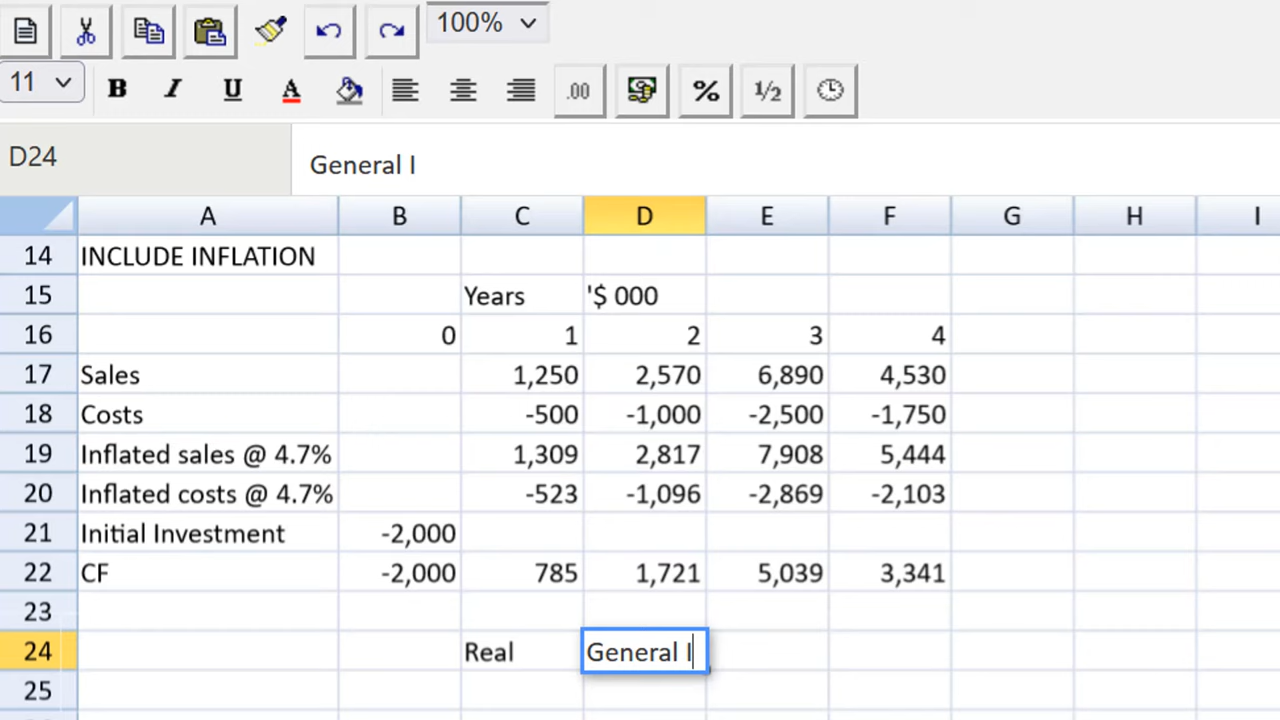 100%
11 B I U A .00 % 1/2
D24 General I
A B C D E F G H I
14 INCLUDE INFLATION
15 Years '$ 000
16 0 1 2 3 4
17 Sales 1,250 2,570 6,890 4,530
18 Costs -500 -1,000 -2,500 -1,750
19 Inflated sales @ 4.7% 1,309 2,817 7,908 5,444
20 Inflated costs @ 4.7% -523 -1,096 -2,869 -2,103
21 Initial Investment -2,000
22 CF -2,000 785 1,721 5,039 3,341
23
24 Real General I
25